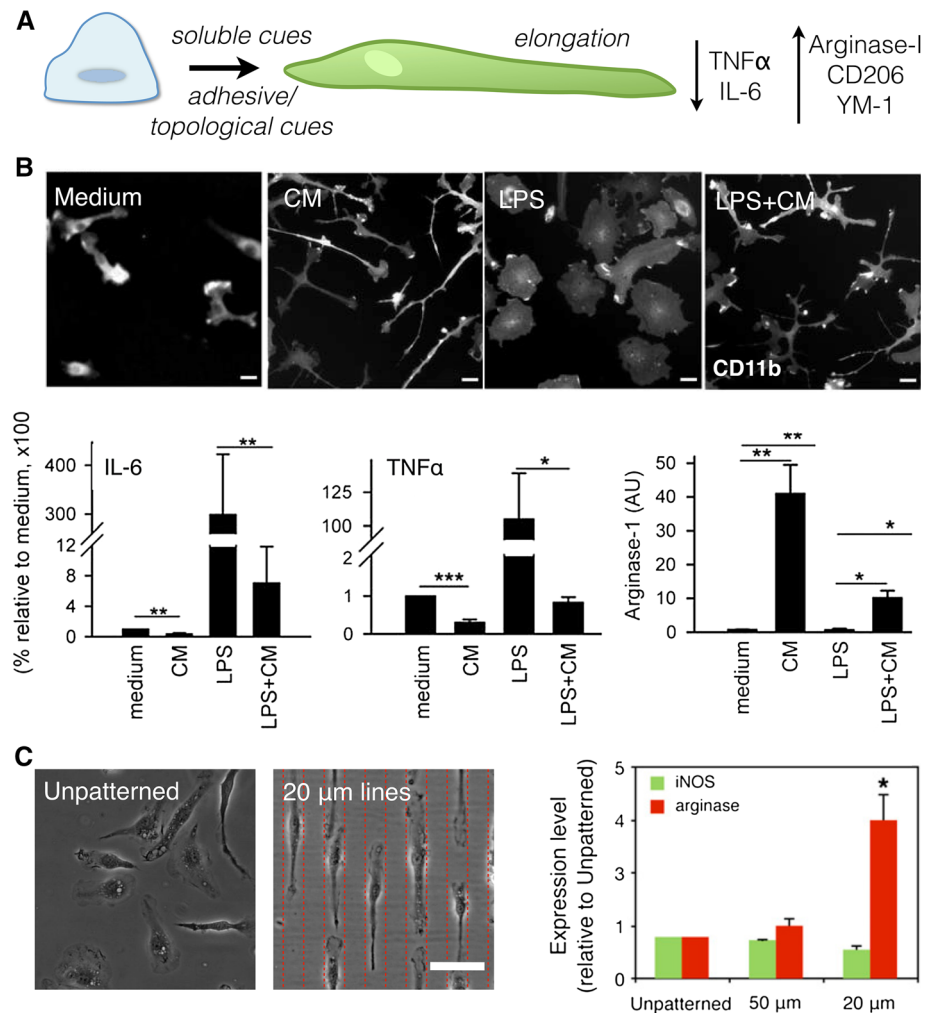 A
soluble cues
adhesive/
topological cues
elongation
TNFα
IL-6
Arginase-I
CD206
YM-1
B
Medium
CM
LPS
LPS+CM
CD11b
(% relative to medium, x100
IL-6
400
300
12
8
4
0
**
**
medium
CM
LPS
LPS+CM
TNFα
125
100
2
1
0
***
*
medium
CM
LPS
LPS+CM
Arginase-1 (AU)
50
40
30
20
10
0
**
**
*
*
medium
CM
LPS
LPS+CM
C
Unpatterned
20 µm lines
Expression level
(relative to Unpatterned)
5
4
3
1
0
iNOS
arginase
*
Unpatterned
50 µm
20 µm